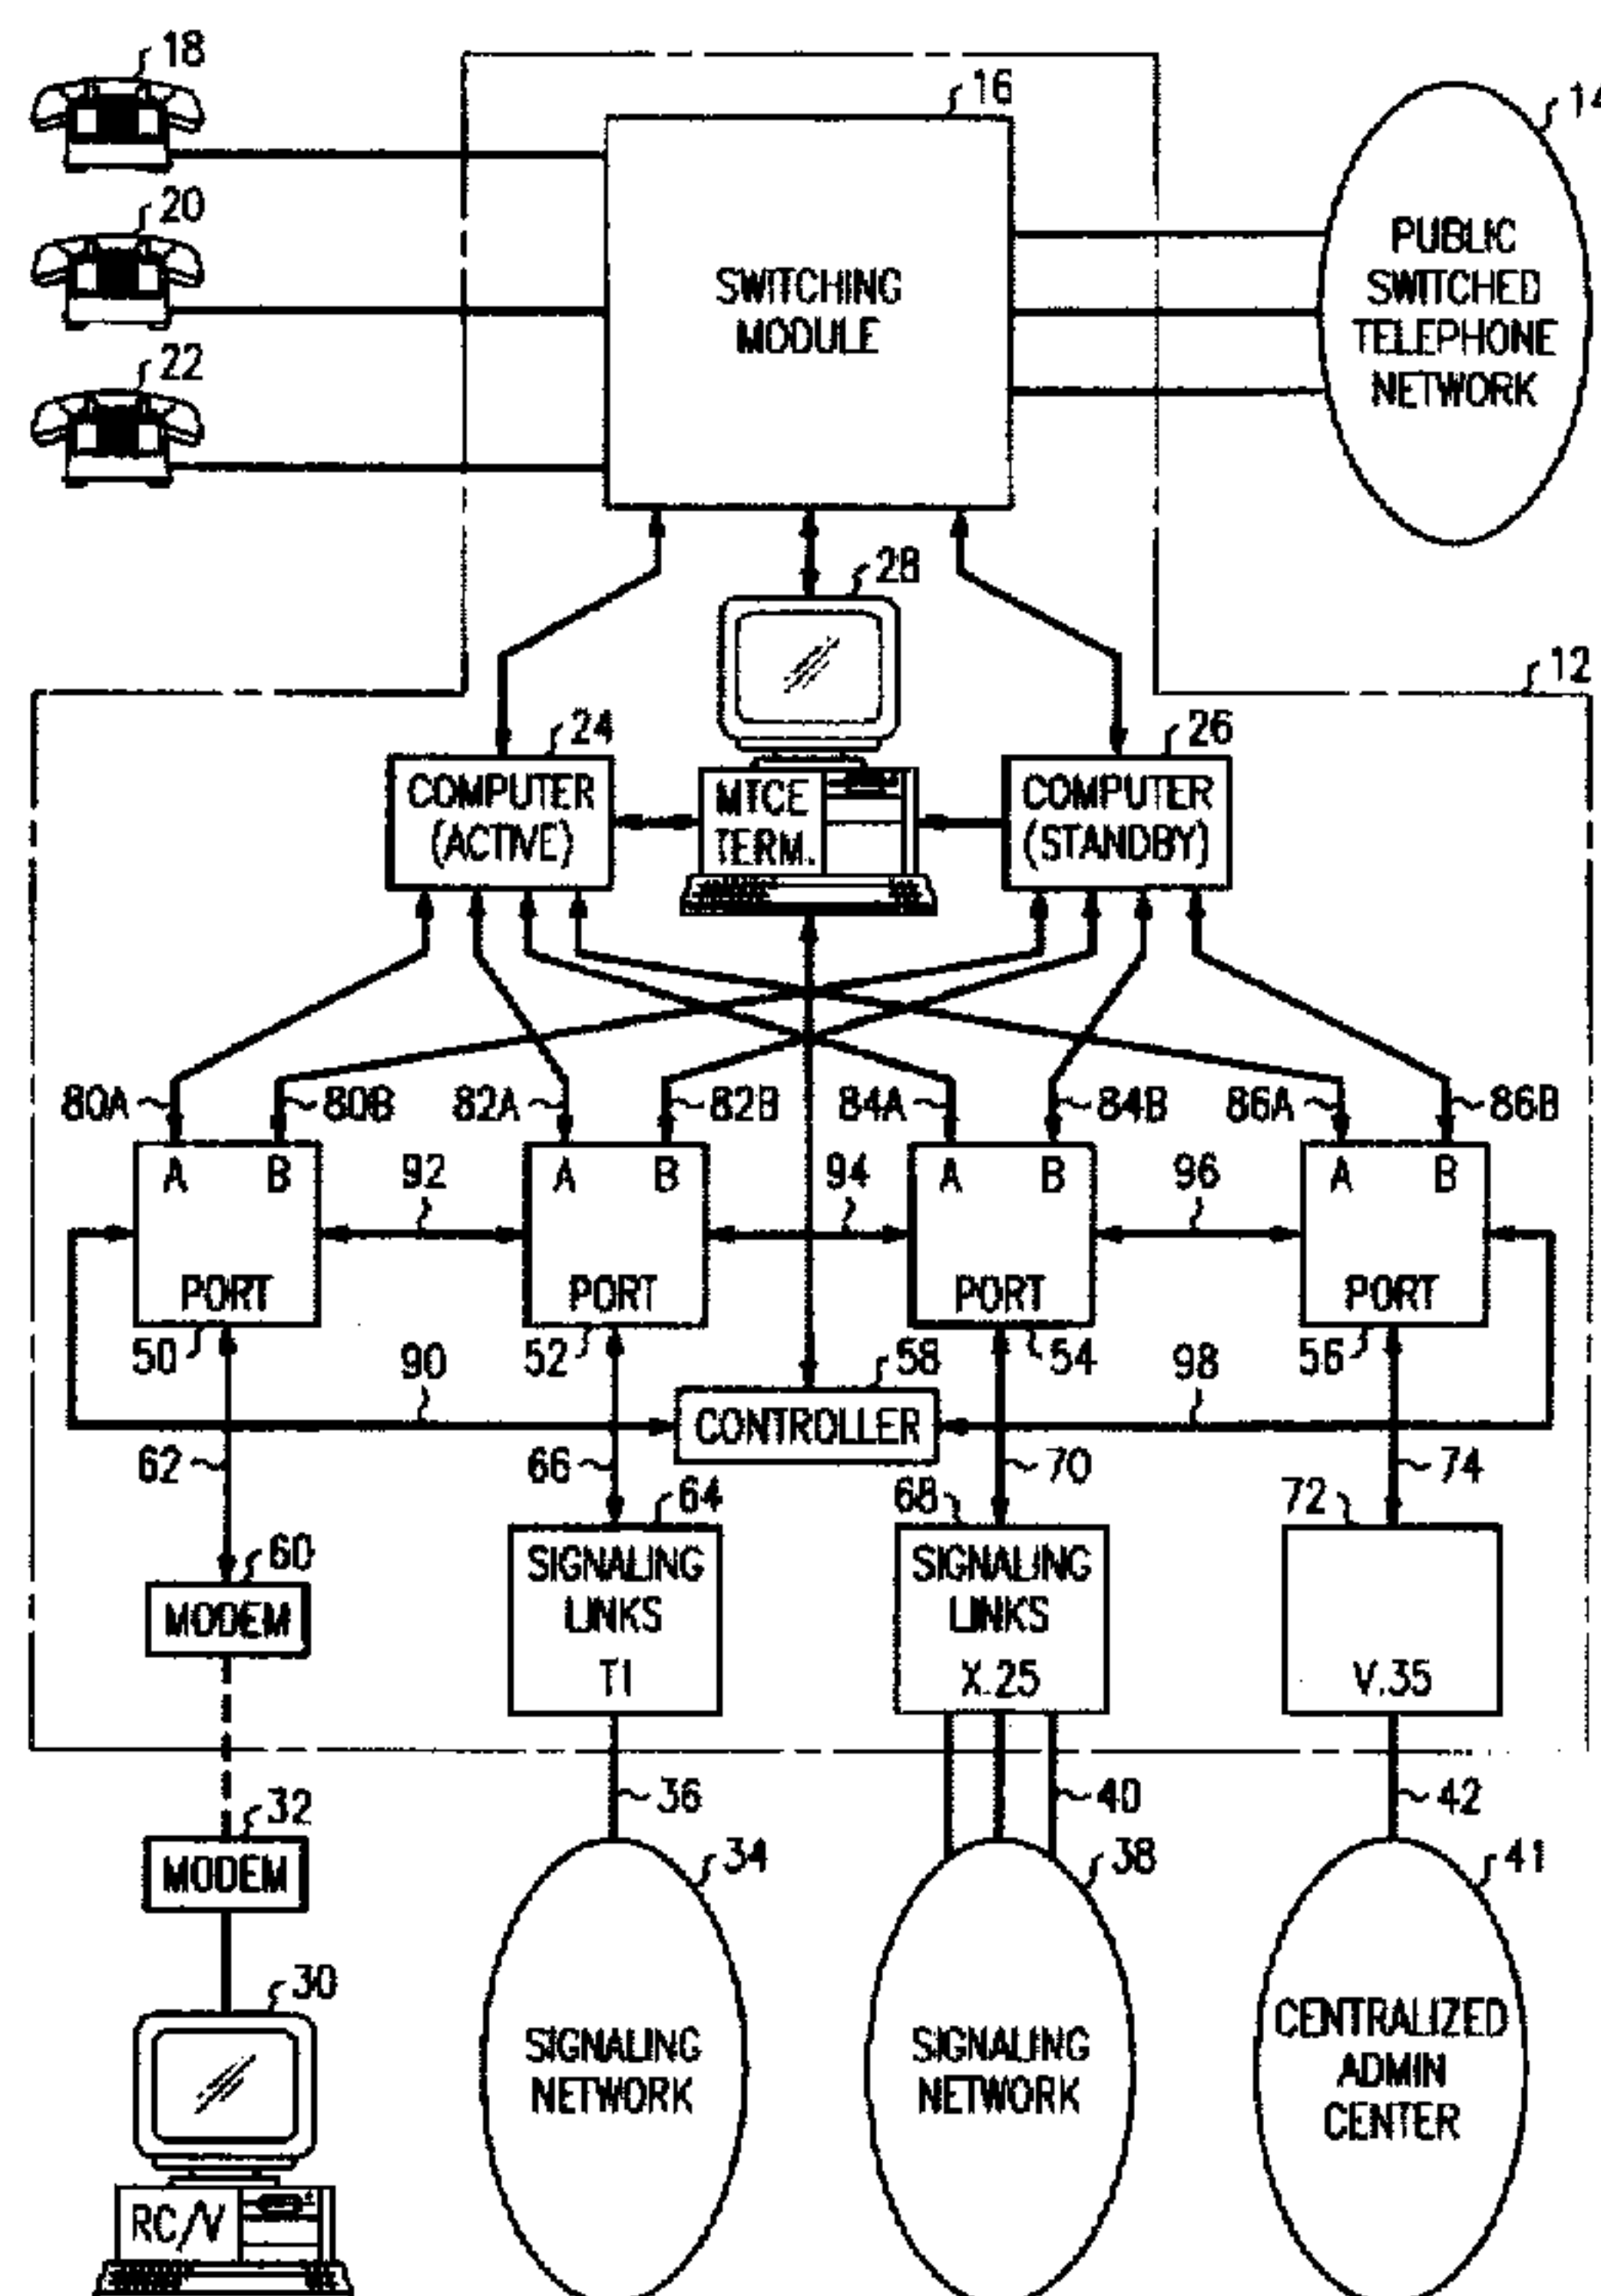 18
16
14
20
PUBLIC
SWITCHED
TELEPHONE
NETWORK
SWITCHING
MODULE
22
28
12
24
26
COMPUTER
(ACTIVE)
MTCE
TERM.
COMPUTER
(STANDBY)
80A
80B
82A
82B
84A
84B
86A
86B
A B
A B
A B
A B
92
94
96
PORT
PORT
PORT
PORT
50
52
54
56
90
58
98
CONTROLLER
62
66
70
74
64
68
72
60
MODEM
SIGNALING
LINKS
T1
SIGNALING
LINKS
X.25
V.35
36
40
42
32
MODEM
34
38
41
30
SIGNALING
NETWORK
SIGNALING
NETWORK
CENTRALIZED
ADMIN
CENTER
RC/V